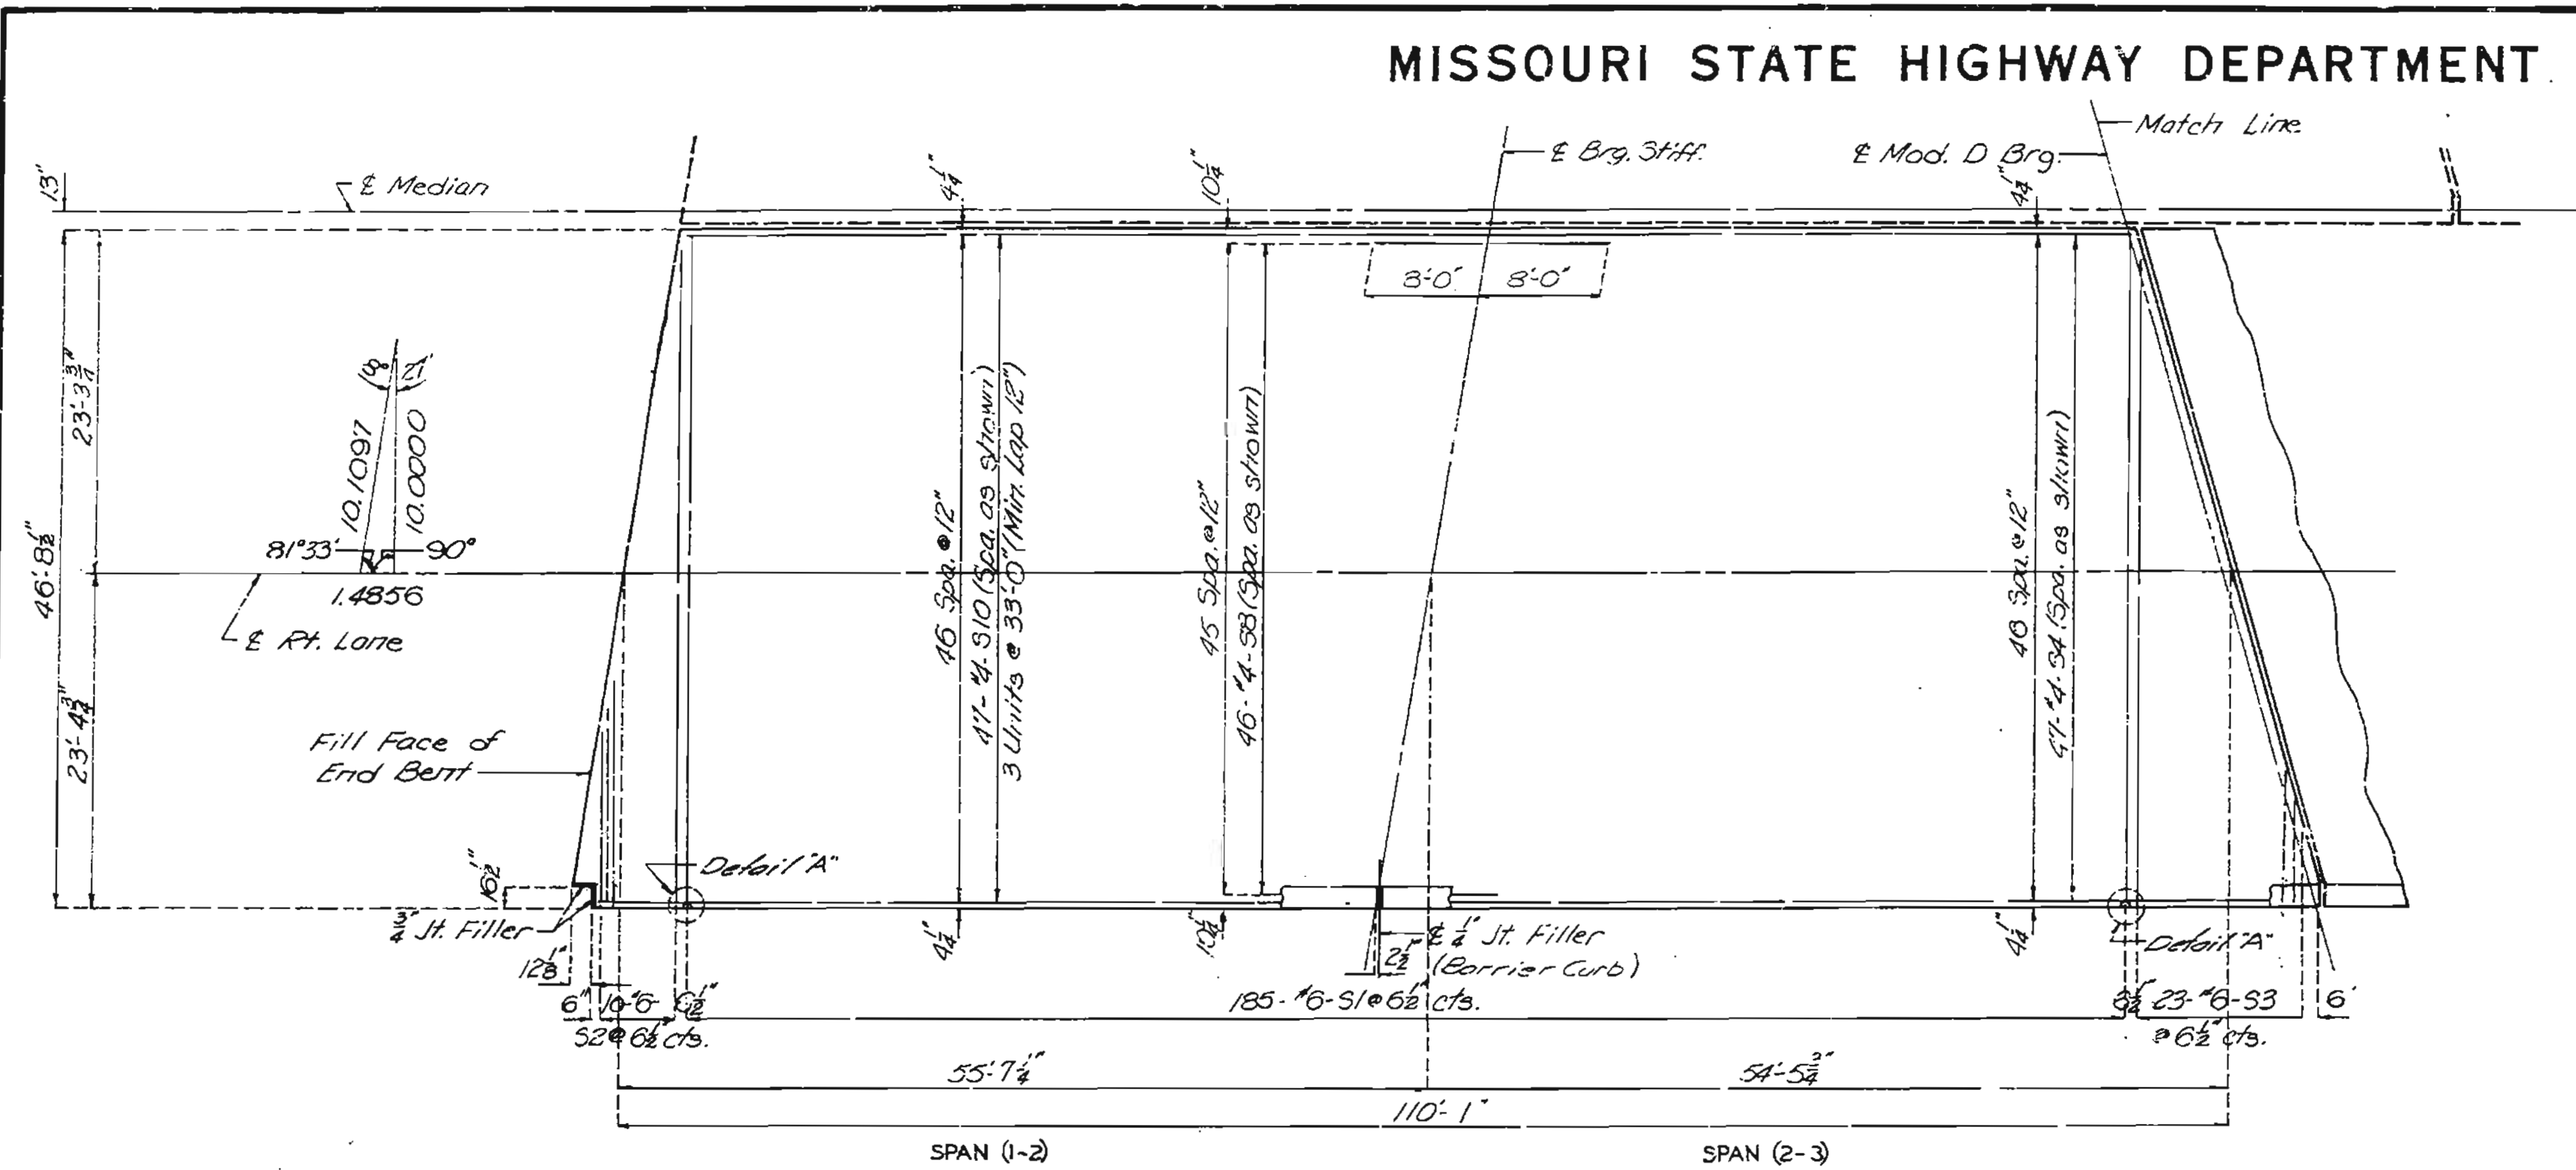 MISSOURI STATE HIGHWAY DEPARTMENT
Match Line
₵ Brg. Stiff.
₵ Mod. D Brg.
13"
₵ Median
4¼"
10¼"
4¼"
8'-0" 8'-0"
23'-3¾"
8° 27'
10.1097
10.0000
46'-8½"
81°33'
90°
1.4856
₵ Rt. Lane
23'-4¾"
46 Spa. @ 12"
47-#4-S10 (Spa. as shown)
3 Units @ 33'-0" (Min. Lap 12")
45 Spa. @ 12"
46-#4-S8 (Spa. as shown)
46 Spa. @ 12"
47-#4-S4 (Spa. as shown)
Fill Face of
End Bent
16½"
Detail "A"
¾" Jt. Filler
4¼"
10¼"
₵ ¼" Jt. Filler
(Barrier Curb)
2½"
4¼"
Detail "A"
12⅛"
6" 10-#6-
S2 @ 6½" cts.
6½"
185-#6-S1 @ 6½" cts.
6½"
23-#6-S3
@ 6½" cts.
6"
55'-7¼"
54'-5¾"
110'-1"
SPAN (1-2)
SPAN (2-3)